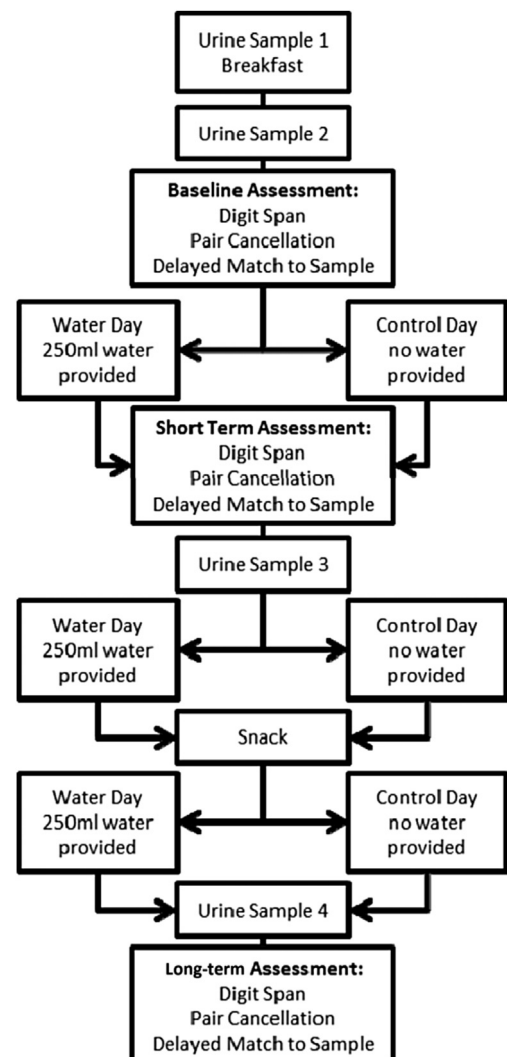 Urine Sample 1
Breakfast
Urine Sample 2
Baseline Assessment:
Digit Span
Pair Cancellation
Delayed Match to Sample
Water Day
250ml water
provided
Control Day
no water
provided
Short Term Assessment:
Digit Span
Pair Cancellation
Delayed Match to Sample
Urine Sample 3
Water Day
250ml water
provided
Control Day
no water
provided
Snack
Water Day
250ml water
provided
Control Day
no water
provided
Urine Sample 4
Long-term Assessment:
Digit Span
Pair Cancellation
Delayed Match to Sample